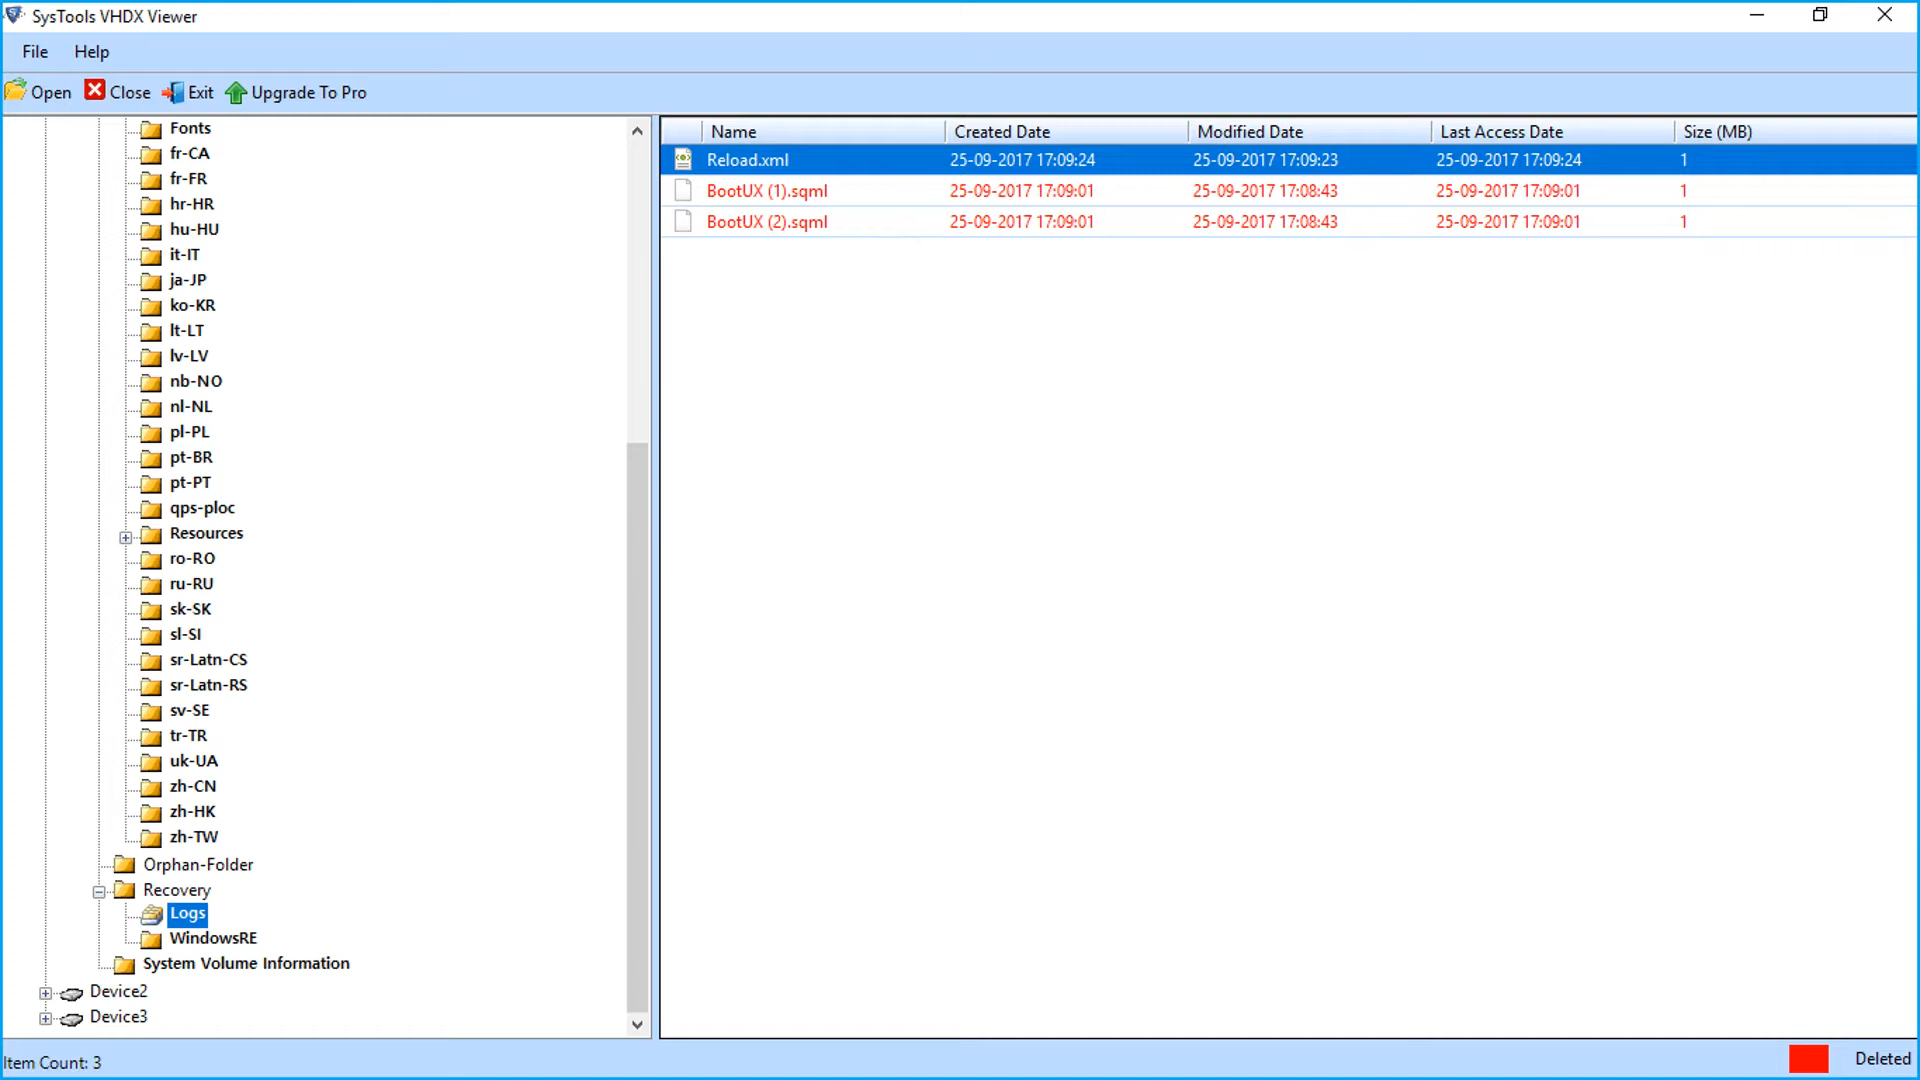 SysTools VHDX Viewer
File Help
Open Close Exit Upgrade To Pro
Fonts
fr-CA
fr-FR
hr-HR
hu-HU
it-IT
ja-JP
ko-KR
lt-LT
lv-LV
nb-NO
nl-NL
pl-PL
pt-BR
pt-PT
qps-ploc
Resources
ro-RO
ru-RU
sk-SK
sl-SI
sr-Latn-CS
sr-Latn-RS
sv-SE
tr-TR
uk-UA
zh-CN
zh-HK
zh-TW
Orphan-Folder
Recovery
Logs
WindowsRE
System Volume Information
Device2
Device3
Name Created Date Modified Date Last Access Date Size (MB)
Reload.xml 25-09-2017 17:09:24 25-09-2017 17:09:23 25-09-2017 17:09:24 1
BootUX (1).sqml 25-09-2017 17:09:01 25-09-2017 17:08:43 25-09-2017 17:09:01 1
BootUX (2).sqml 25-09-2017 17:09:01 25-09-2017 17:08:43 25-09-2017 17:09:01 1
Item Count: 3
Deleted